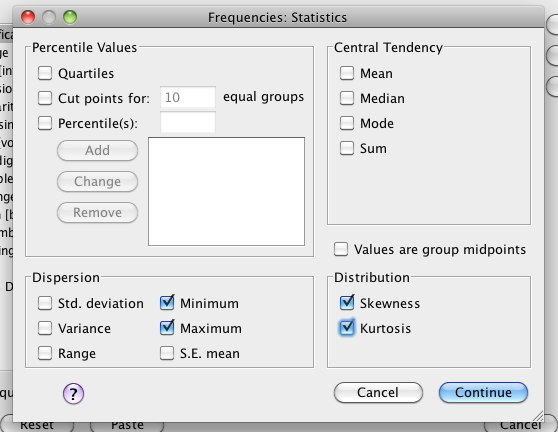 Frequencies: Statistics
Percentile Values
Quartiles
Cut points for: 10 equal groups
Percentile(s):
Add
Change
Remove
Central Tendency
Mean
Median
Mode
Sum
Values are group midpoints
Dispersion
Std. deviation
Minimum
Variance
Maximum
Range
S.E. mean
Distribution
Skewness
Kurtosis
?
Cancel
Continue
Reset
Paste
Cancel